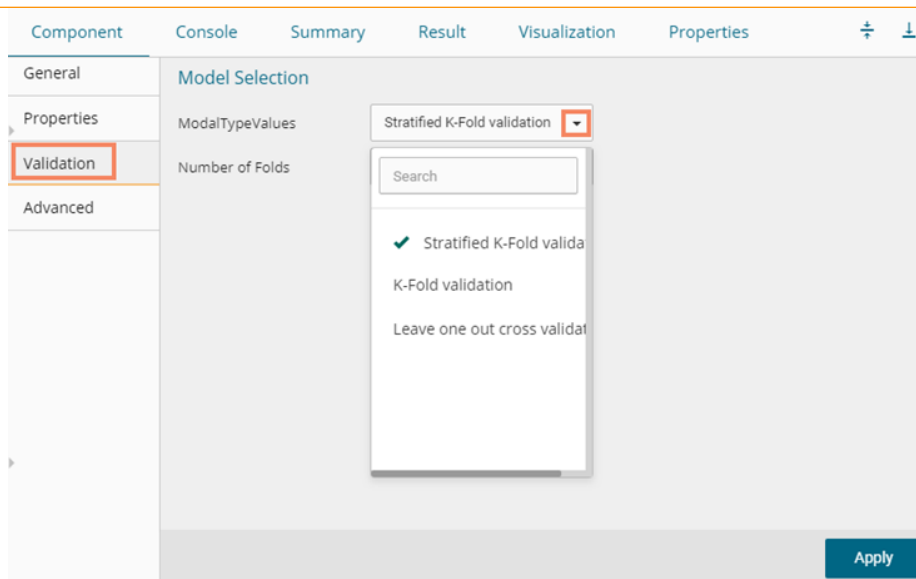 Component Console Summary Result Visualization Properties
General
Properties
Validation
Advanced
Model Selection
ModalTypeValues Stratified K-Fold validation
Number of Folds
Search
Stratified K-Fold valida
K-Fold validation
Leave one out cross validat
Apply